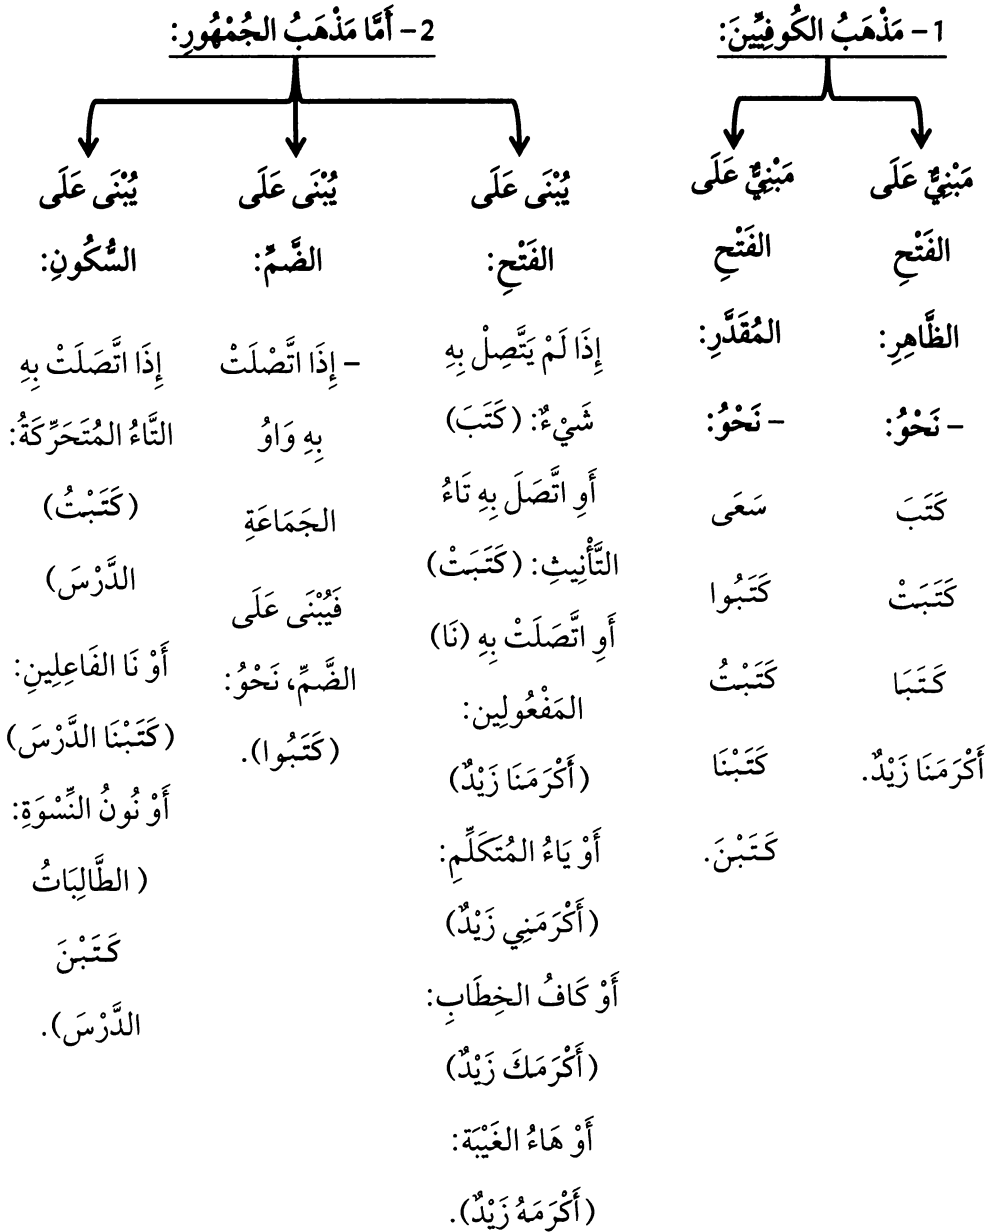 1- مَذْهَبُ الكُوفِيِّينَ:
مَبْنِيٌّ عَلَى
الفَتْحِ
الظَّاهِرِ:
- نَحْوُ:
كَتَبَ
كَتَبَتْ
كَتَبَا
أَكْرَمَنَا زَيْدٌ.
مَبْنِيٌّ عَلَى
الفَتْحِ
المُقَدَّرِ:
- نَحْوُ:
سَعَى
كَتَبُوا
كَتَبْتُ
كَتَبْنَا
كَتَبْنَ.
2- أَمَّا مَذْهَبُ الجُمْهُورِ:
يُبْنَى عَلَى
الفَتْحِ:
إِذَا لَمْ يَتَّصِلْ بِهِ
شَيْءٌ: (كَتَبَ)
أَوِ اتَّصَلَ بِهِ تَاءُ
التَّأْنِيثِ: (كَتَبَتْ)
أَوِ اتَّصَلَتْ بِهِ (نَا)
المَفْعُولِين:
(أَكْرَمَنَا زَيْدٌ)
أَوْ يَاءُ المُتَكَلِّمِ:
(أَكْرَمَنِي زَيْدٌ)
أَوْ كَافُ الخِطَابِ:
(أَكْرَمَكَ زَيْدٌ)
أَوْ هَاءُ الغَيْبَة:
(أَكْرَمَهُ زَيْدٌ).
يُبْنَى عَلَى
الضَّمِّ:
- إِذَا اتَّصْلَتْ
بِهِ وَاوُ
الجَمَاعَةِ
فَيُبْنَى عَلَى
الضَّمِّ، نَحْوُ:
(كَتَبُوا).
يُبْنَى عَلَى
السُّكُونِ:
إِذَا اتَّصَلَتْ بِهِ
التَّاءُ المُتَحَرِّكَةُ:
(كَتَبْتُ)
الدَّرْسَ)
أَوْ نَا الفَاعِلِينِ:
(كَتَبْنَا الدَّرْسَ)
أَوْ نُونُ النِّسْوَةِ:
( الطَّالِبَاتُ
كَتَبْنَ
الدَّرْسَ).